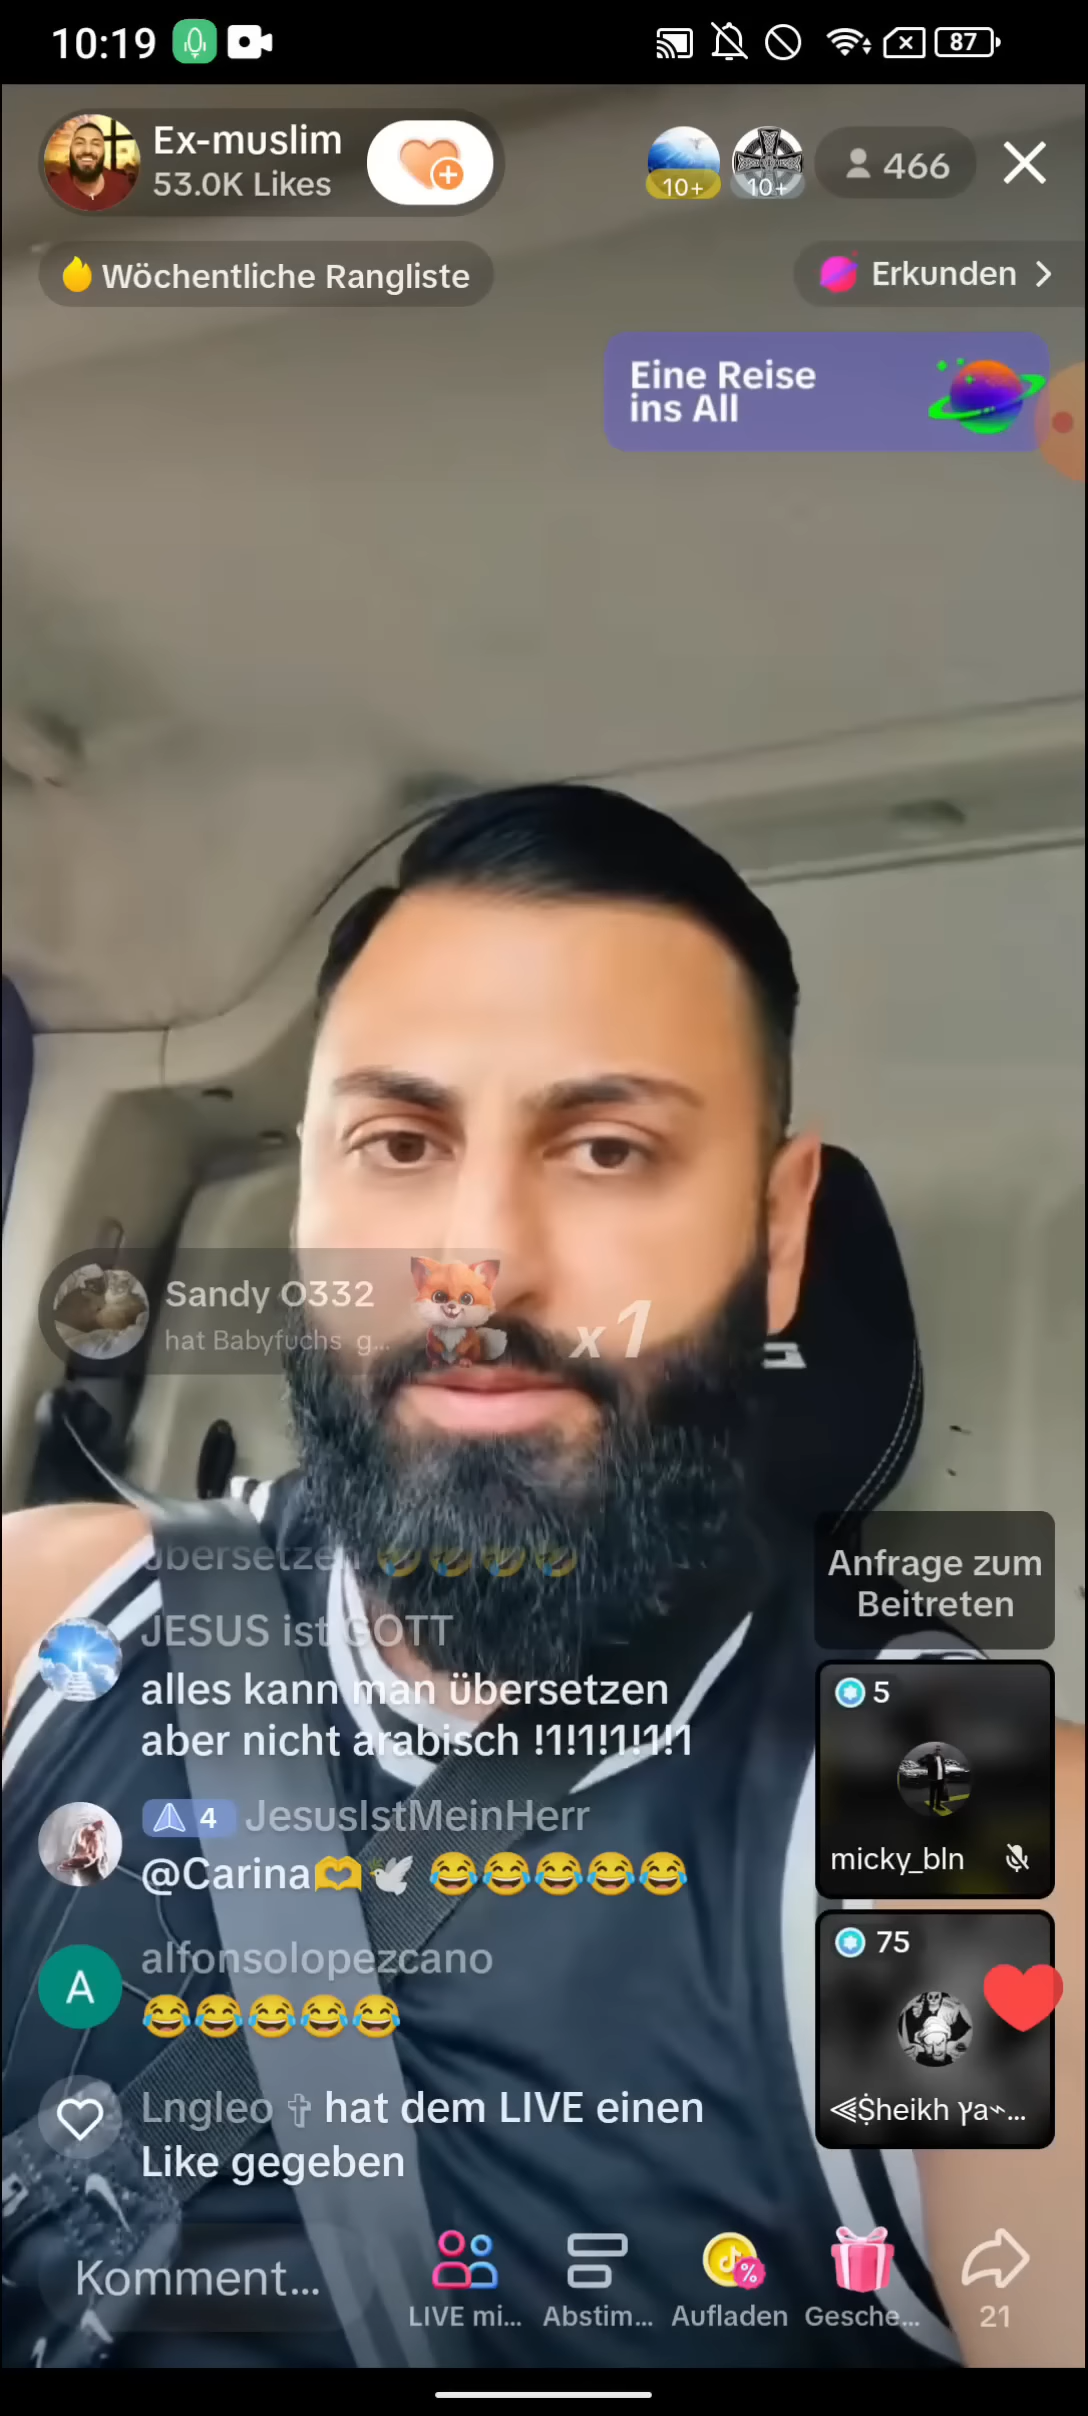 10:19
87
Ex-muslim
53.0K Likes
10+
10+
466
Wöchentliche Rangliste
Erkunden
Eine Reise
ins All
Sandy O332
hat Babyfuchs g...
x1
übersetzen 🤣🤣🤣🤣
JESUS ist GOTT
alles kann man übersetzen
aber nicht arabisch !1!1!1!1!1
4 JesusIstMeinHerr
@Carina🫶🕊️ 😂😂😂😂😂
A
alfonsolopezcano
😂😂😂😂😂
Lngleo ✞ hat dem LIVE einen
Like gegeben
Anfrage zum
Beitreten
5
micky_bln
75
Komment...
LIVE mi...
Abstim...
Aufladen
Gesche...
21